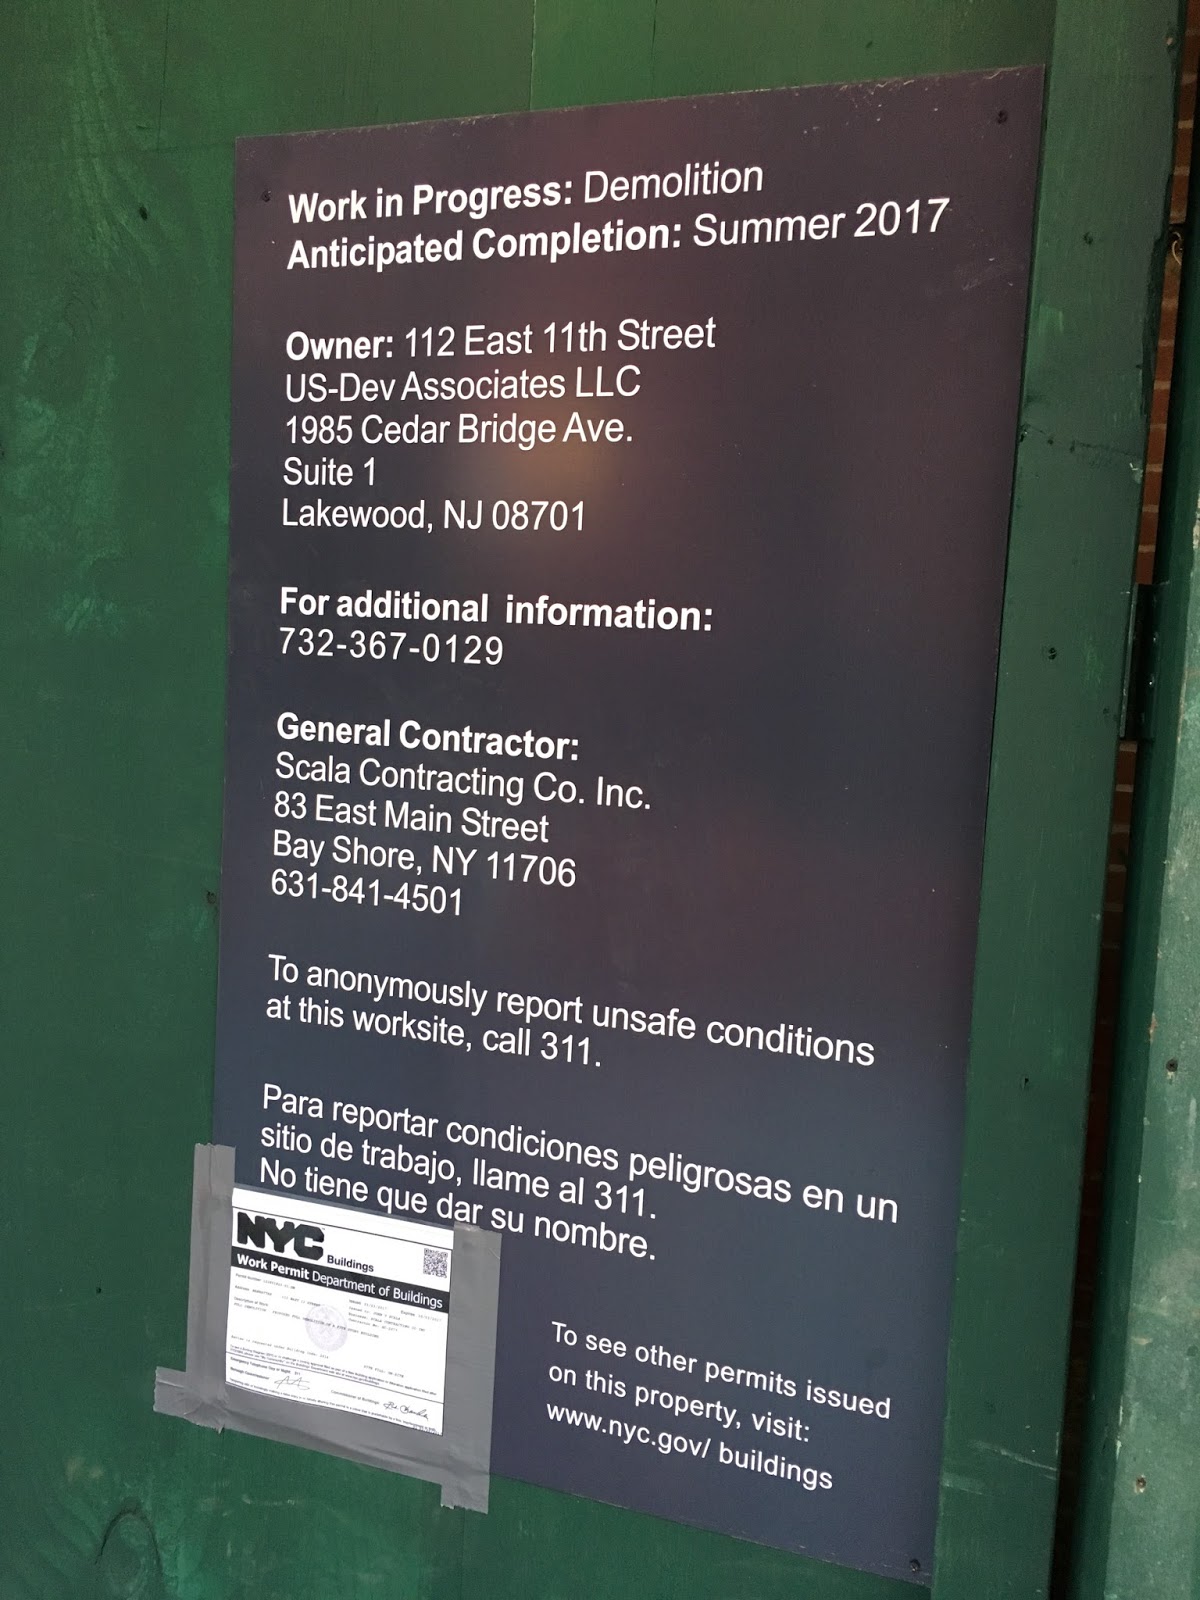 Work in Progress: Demolition
Anticipated Completion: Summer 2017
Owner: 112 East 11th Street
US-Dev Associates LLC
1985 Cedar Bridge Ave.
Suite 1
Lakewood, NJ 08701
For additional information:
732-367-0129
General Contractor:
Scala Contracting Co. Inc.
83 East Main Street
Bay Shore, NY 11706
631-841-4501
To anonymously report unsafe conditions
at this worksite, call 311.
Para reportar condiciones peligrosas en un
sitio de trabajo, llame al 311.
No tiene que dar su nombre.
NYC Buildings
Work Permit Department of Buildings
To see other permits issued
on this property, visit:
www.nyc.gov/ buildings